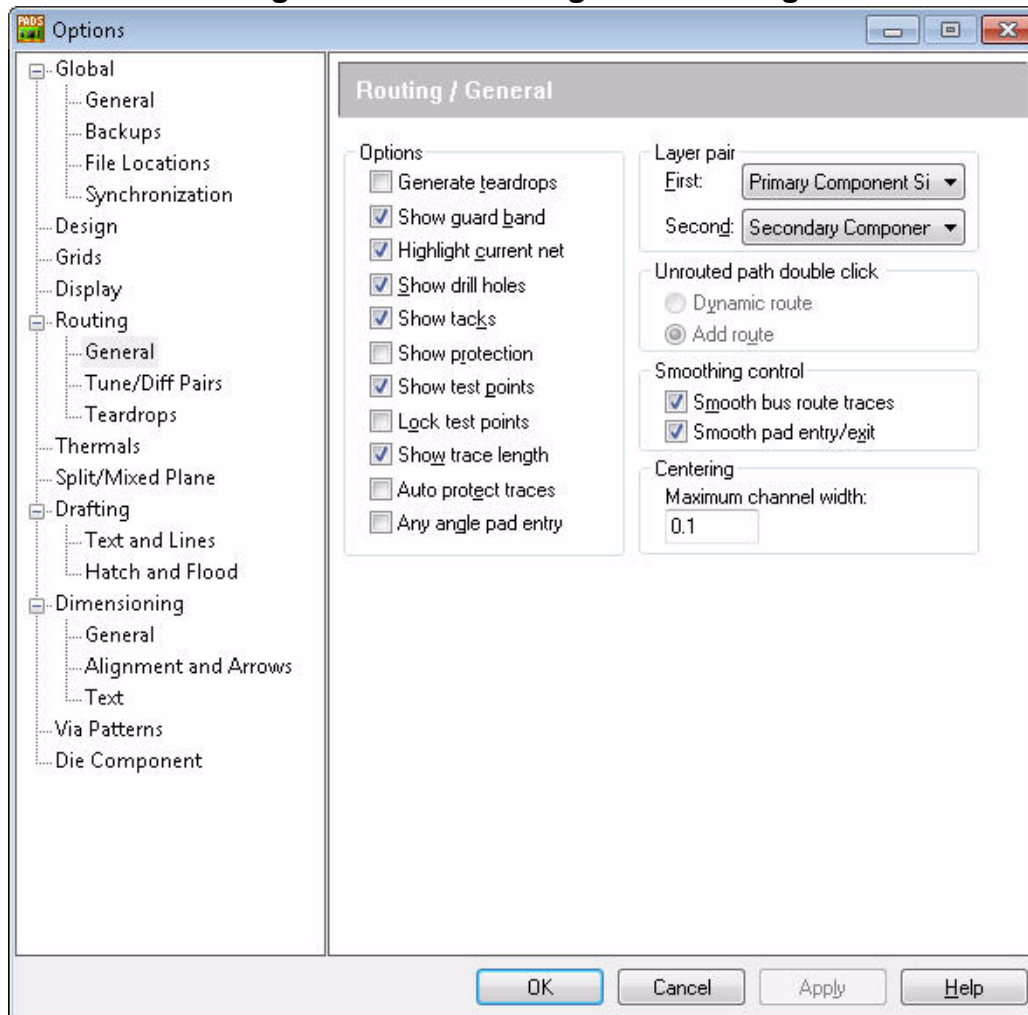 PADS
Options
Global
General
Backups
File Locations
Synchronization
Design
Grids
Display
Routing
General
Tune/Diff Pairs
Teardrops
Thermals
Split/Mixed Plane
Drafting
Text and Lines
Hatch and Flood
Dimensioning
General
Alignment and Arrows
Text
Via Patterns
Die Component
Routing / General
Options
Generate teardrops
Show guard band
Highlight current net
Show drill holes
Show tacks
Show protection
Show test points
Lock test points
Show trace length
Auto protect traces
Any angle pad entry
Layer pair
First: Primary Component Si
Second: Secondary Componer
Unrouted path double click
Dynamic route
Add route
Smoothing control
Smooth bus route traces
Smooth pad entry/exit
Centering
Maximum channel width:
0.1
OK Cancel Apply Help